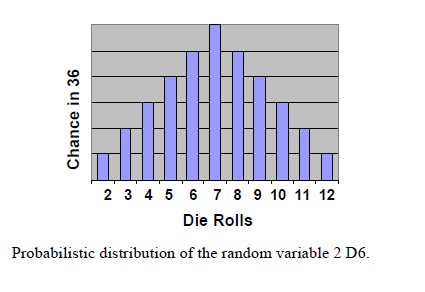 Chance in 36
2 3 4 5 6 7 8 9 10 11 12
Die Rolls
Probabilistic distribution of the random variable 2 D6.